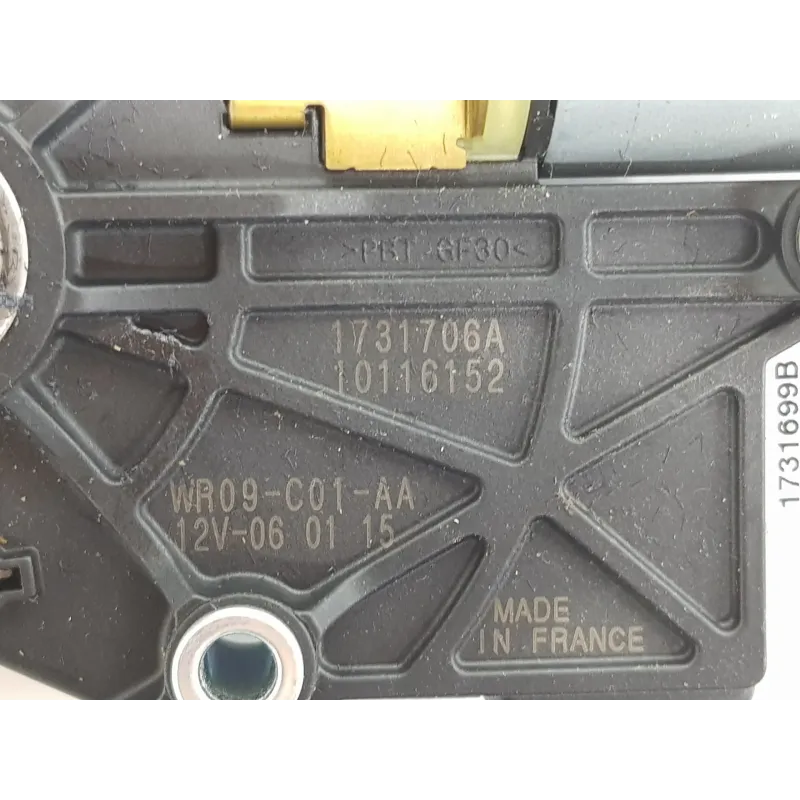 >PBT GF30<
1731706A
10116152
WR09-C01-AA
12V-06 01 15
MADE
IN FRANCE
1731699B